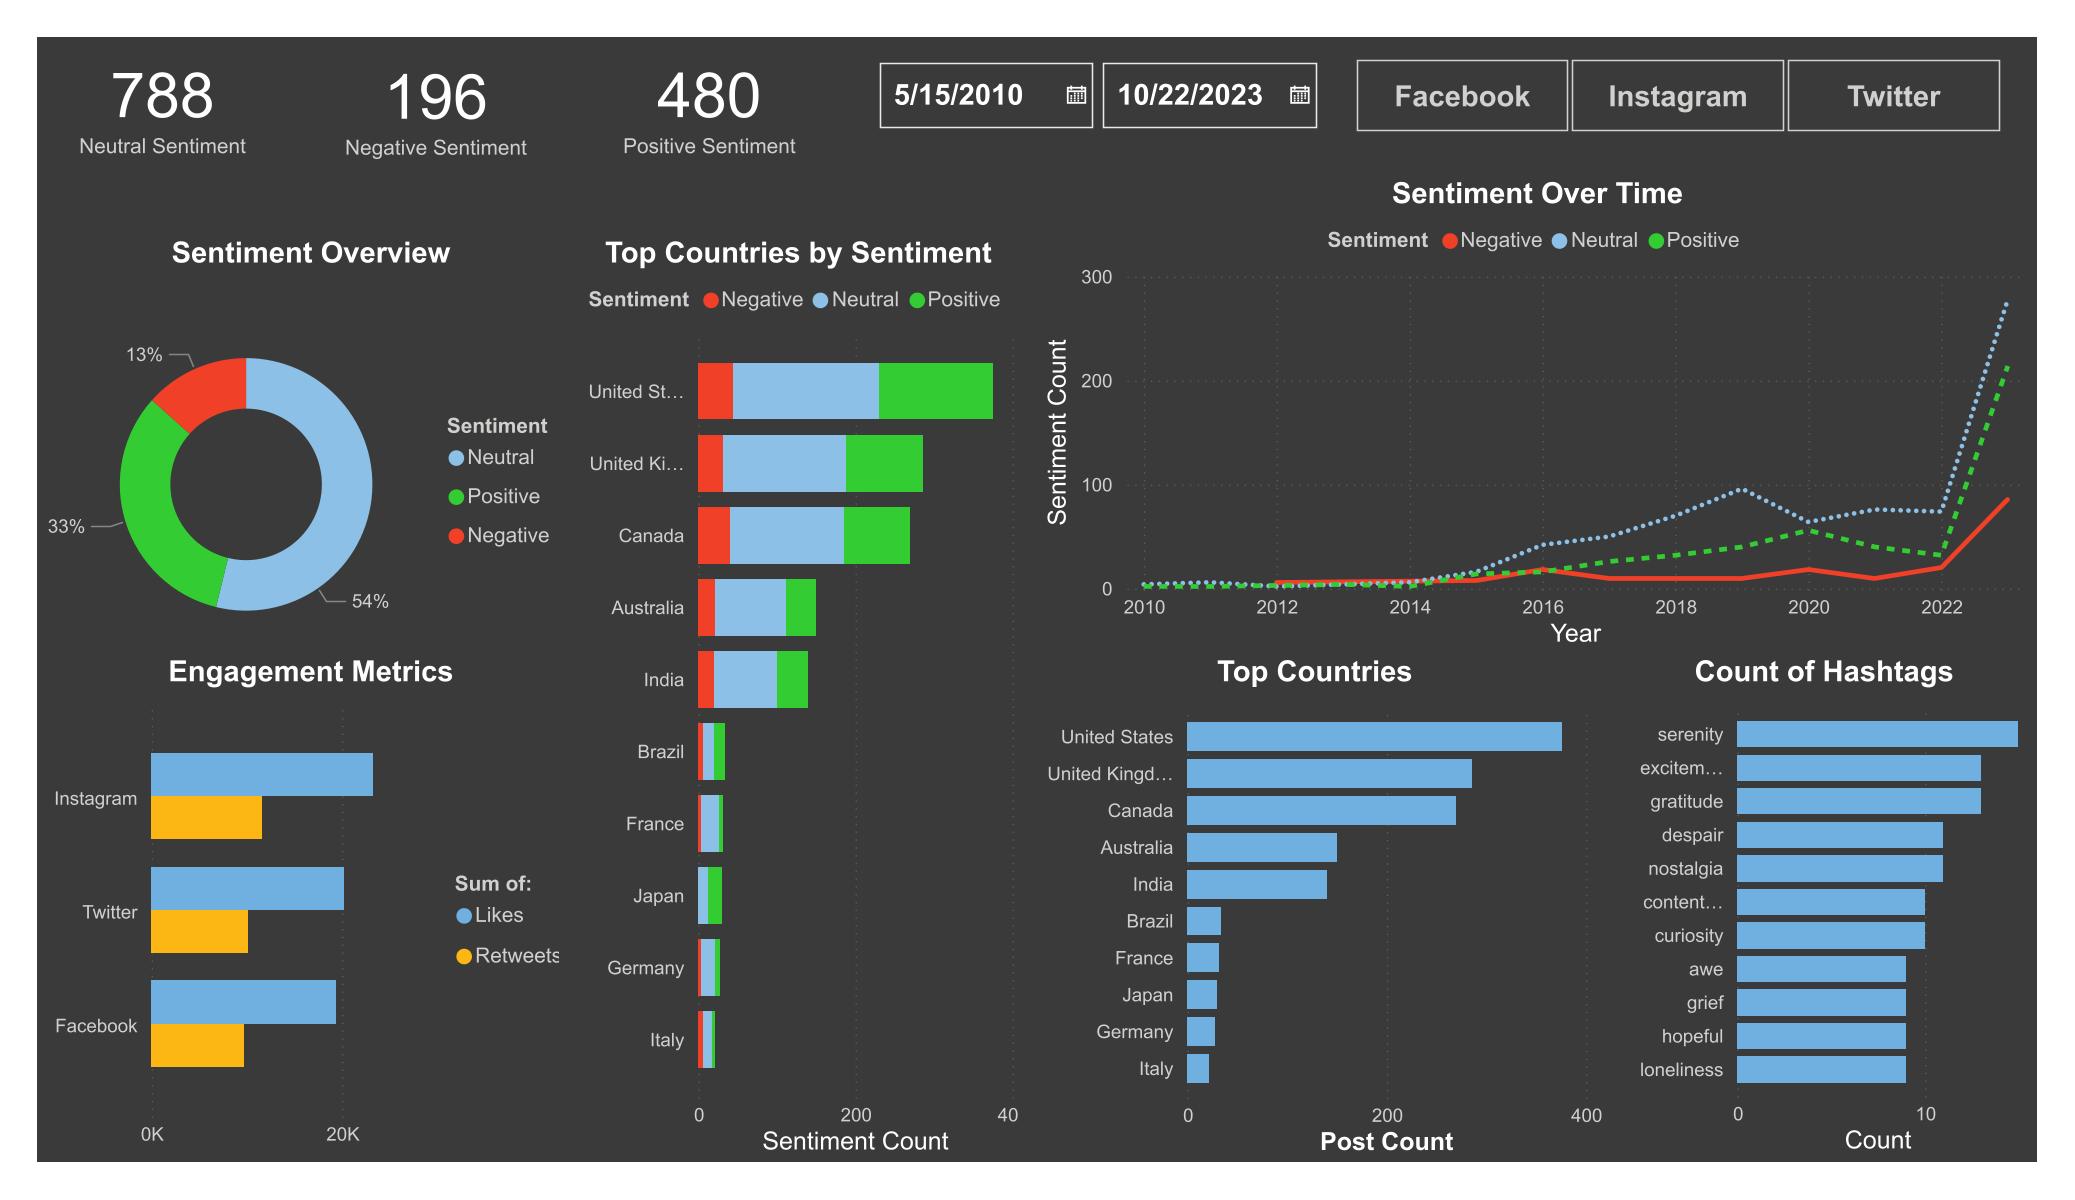 788
Neutral Sentiment
196
Negative Sentiment
480
Positive Sentiment
5/15/2010
10/22/2023
Facebook
Instagram
Twitter
Sentiment Overview
13%
33%
54%
Sentiment
Neutral
Positive
Negative
Engagement Metrics
Instagram
Twitter
Facebook
0K
20K
Sum of:
Likes
Retweets
Top Countries by Sentiment
Sentiment Negative Neutral Positive
United St…
United Ki…
Canada
Australia
India
Brazil
France
Japan
Germany
Italy
0 200 40
Sentiment Count
Sentiment Over Time
Sentiment Negative Neutral Positive
Sentiment Count
300
200
100
0
2010 2012 2014 2016 2018 2020 2022
Year
Top Countries
United States
United Kingd…
Canada
Australia
India
Brazil
France
Japan
Germany
Italy
0 200 400
Post Count
Count of Hashtags
serenity
excitem…
gratitude
despair
nostalgia
content…
curiosity
awe
grief
hopeful
loneliness
0 10
Count